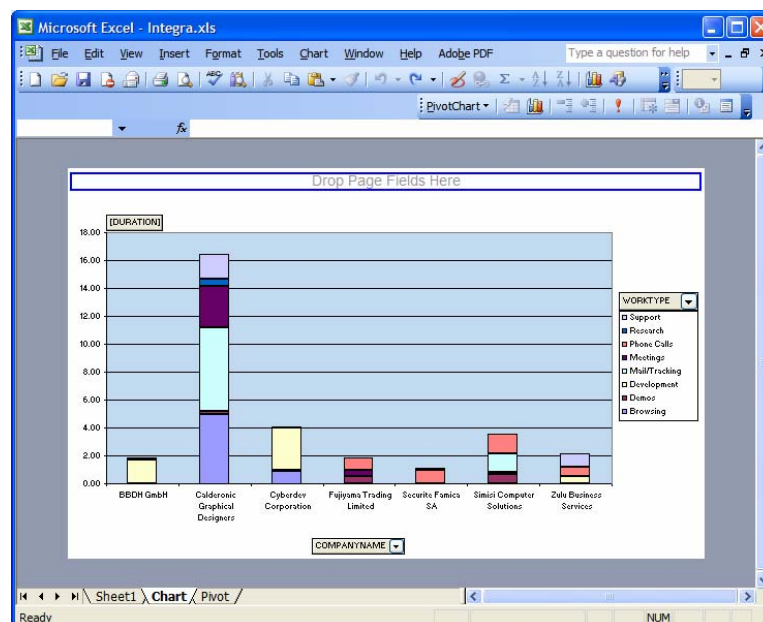 Microsoft Excel - Integra.xls
File Edit View Insert Format Tools Chart Window Help Adobe PDF Type a question for help
PivotChart
fx
Drop Page Fields Here
[DURATION]
18.00
16.00
14.00
12.00
10.00
8.00
6.00
4.00
2.00
0.00
WORKTYPE
Support
Research
Phone Calls
Meetings
Mail/Tracking
Development
Demos
Browsing
BBDH GmbH
Calderonic Graphical Designers
Cyberdev Corporation
Fujiyama Trading Limited
Securite Famica SA
Simisi Computer Solutions
Zulu Business Services
COMPANYNAME
Sheet1 Chart Pivot
Ready NUM